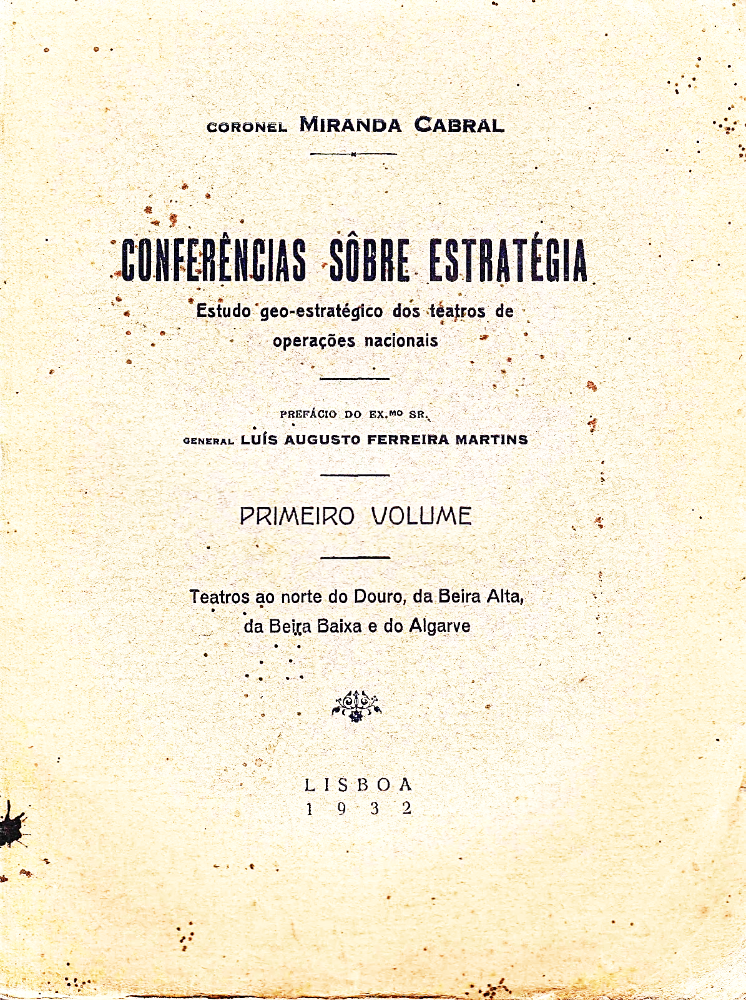 CORONEL MIRANDA CABRAL
CONFERÊNCIAS SÔBRE ESTRATÉGIA
Estudo geo-estratégico dos teatros de
operações nacionais
PREFÁCIO DO EX.MO SR.
GENERAL LUÍS AUGUSTO FERREIRA MARTINS
PRIMEIRO VOLUME
Teatros ao norte do Douro, da Beira Alta,
da Beira Baixa e do Algarve
LISBOA
1932